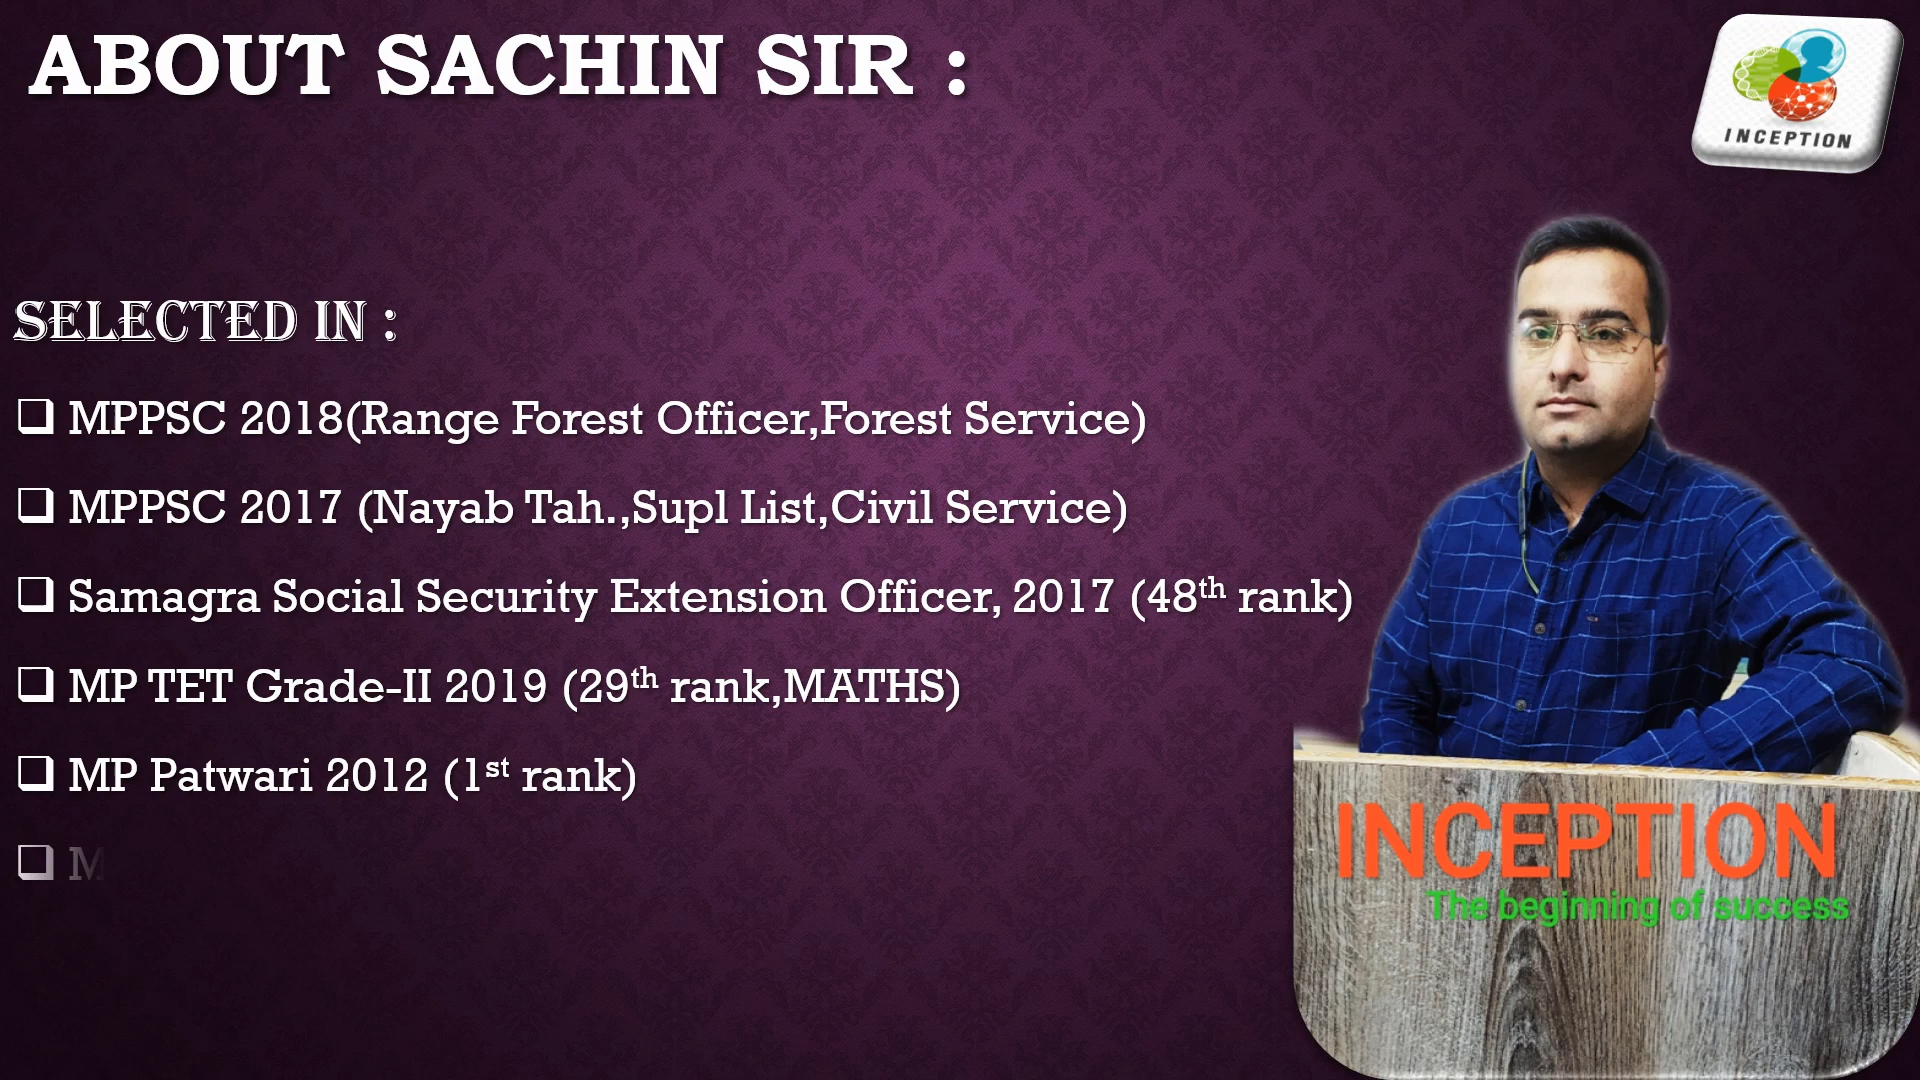 ABOUT SACHIN SIR :
INCEPTION
SELECTED IN :
❑ MPPSC 2018(Range Forest Officer,Forest Service)
❑ MPPSC 2017 (Nayab Tah.,Supl List,Civil Service)
❑ Samagra Social Security Extension Officer, 2017 (48th rank)
❑ MP TET Grade-II 2019 (29th rank,MATHS)
❑ MP Patwari 2012 (1st rank)
❑ M
INCEPTION
The beginning of success